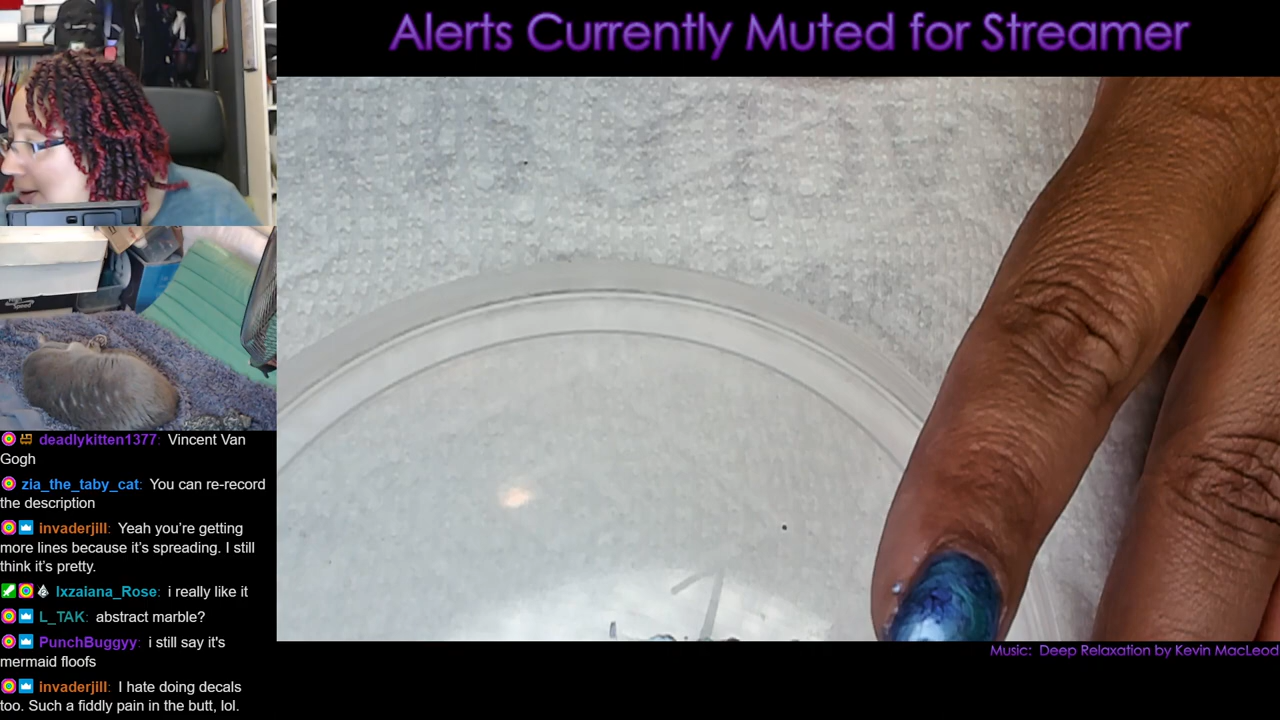 Alerts Currently Muted for Streamer
deadlykitten1377: Vincent Van
Gogh
zia_the_taby_cat: You can re-record
the description
invaderjill: Yeah you're getting
more lines because it's spreading. I still
think it's pretty.
Ixzaiana_Rose: i really like it
L_TAK: abstract marble?
PunchBuggyy: i still say it's
mermaid floofs
invaderjill: I hate doing decals
too. Such a fiddly pain in the butt, lol.
Music: Deep Relaxation by Kevin MacLeod